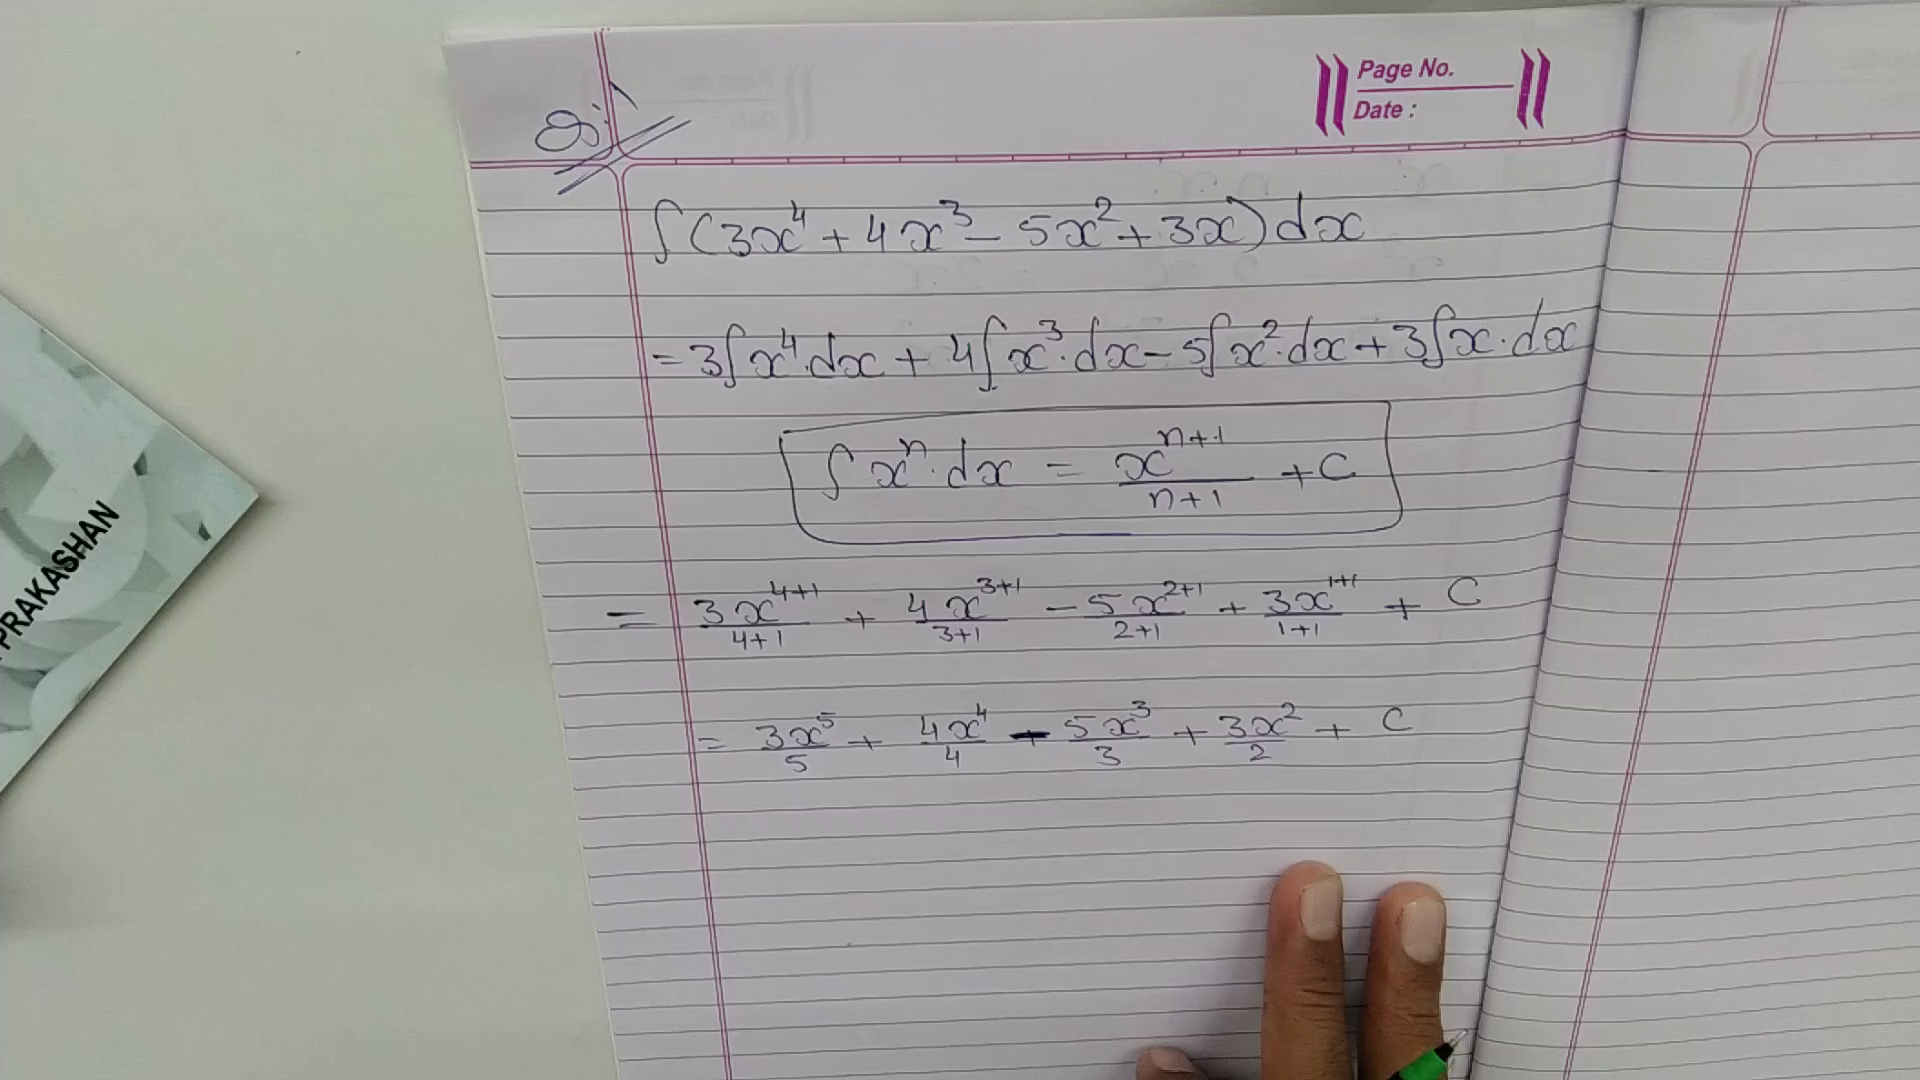 Page No.
Date :
Q:
∫(3x⁴ + 4x³ - 5x² + 3x) dx
= 3∫x⁴.dx + 4∫x³.dx - 5∫x².dx + 3∫x.dx
∫xⁿ.dx = xⁿ⁺¹/n+1 + C
= 3x⁴⁺¹/4+1 + 4x³⁺¹/3+1 - 5x²⁺¹/2+1 + 3x¹⁺¹/1+1 + C
= 3x⁵/5 + 4x⁴/4 - 5x³/3 + 3x²/2 + C
PRAKASHAN